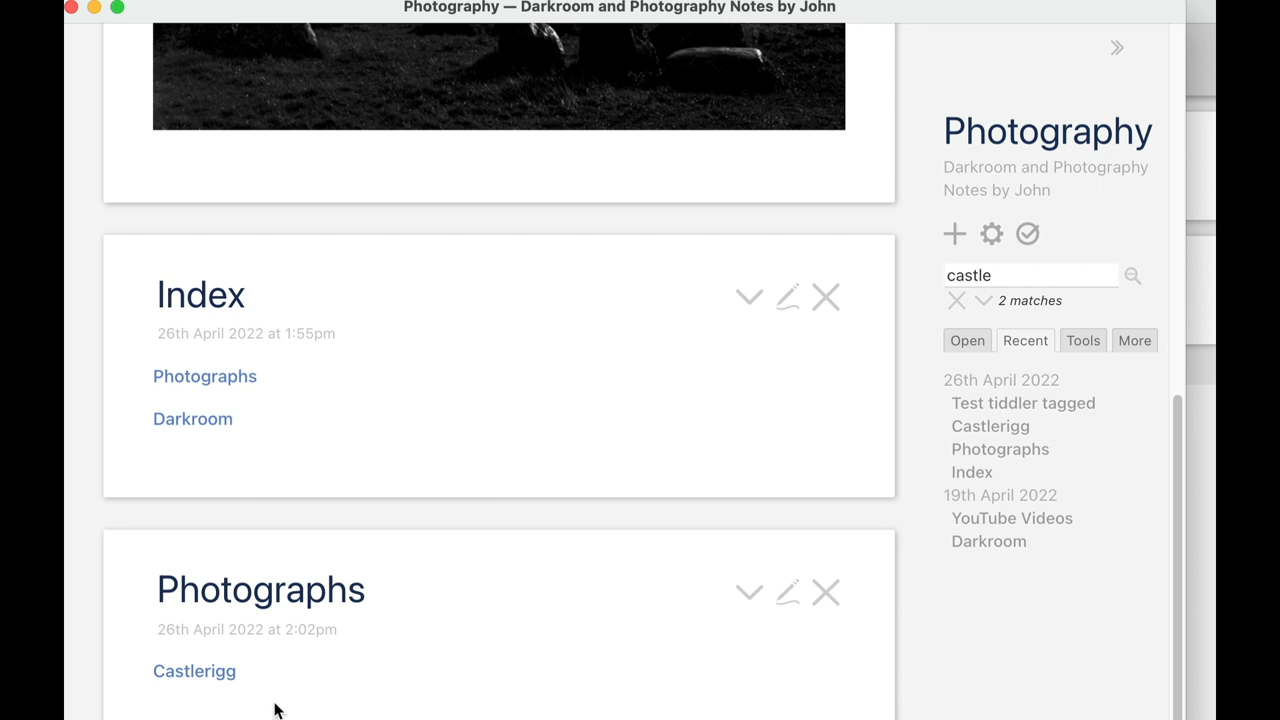 Photography — Darkroom and Photography Notes by John
Index
26th April 2022 at 1:55pm
Photographs
Darkroom
Photographs
26th April 2022 at 2:02pm
Castlerigg
Photography
Darkroom and Photography
Notes by John
castle
2 matches
Open Recent Tools More
26th April 2022
Test tiddler tagged
Castlerigg
Photographs
Index
19th April 2022
YouTube Videos
Darkroom